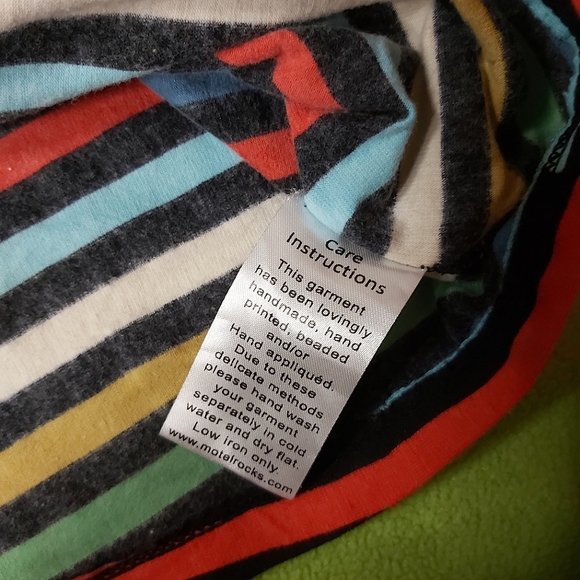 Care
Instructions
This garment
has been lovingly
handmade, hand
printed, beaded
and/or
Hand appliquéd.
Due to these
delicate methods
please hand wash
your garment
separately in cold
water and dry flat.
Low iron only
www.motelrocks.com